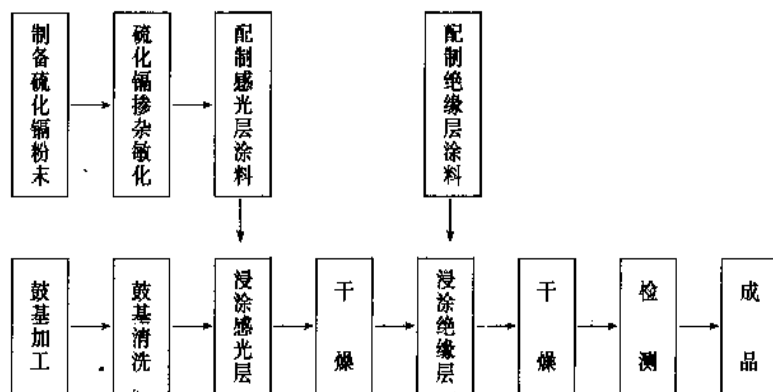 制备硫化镉粉末
硫化镉掺杂敏化
配制感光层涂料
配制绝缘层涂料
鼓基加工
鼓基清洗
浸涂感光层
干燥
浸涂绝缘层
干燥
检测
成品